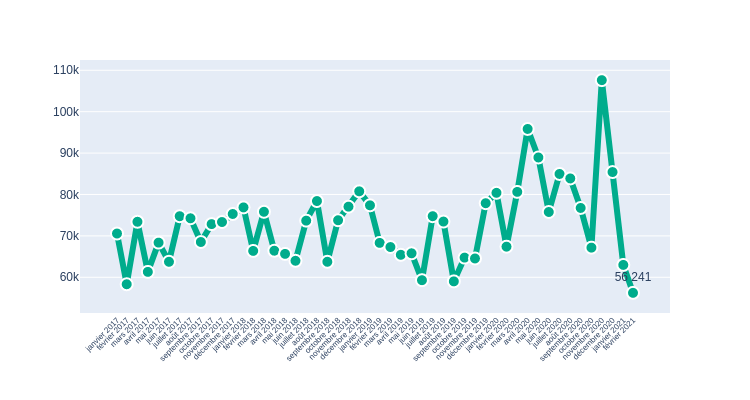 110k
100k
90k
80k
70k
60k
56,241
janvier 2017
février 2017
mars 2017
avril 2017
mai 2017
juin 2017
juillet 2017
août 2017
septembre 2017
octobre 2017
novembre 2017
décembre 2017
janvier 2018
février 2018
mars 2018
avril 2018
mai 2018
juin 2018
juillet 2018
août 2018
septembre 2018
octobre 2018
novembre 2018
décembre 2018
janvier 2019
février 2019
mars 2019
avril 2019
mai 2019
juin 2019
juillet 2019
août 2019
septembre 2019
octobre 2019
novembre 2019
décembre 2019
janvier 2020
février 2020
mars 2020
avril 2020
mai 2020
juin 2020
juillet 2020
août 2020
septembre 2020
octobre 2020
novembre 2020
décembre 2020
janvier 2021
février 2021